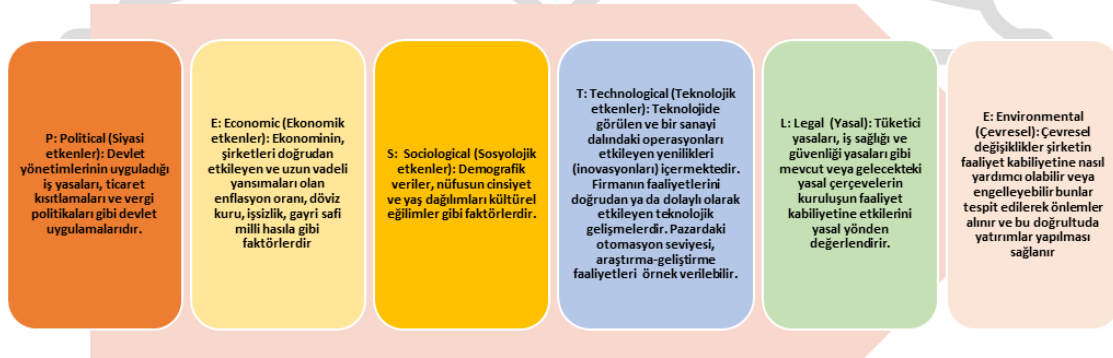 P: Political (Siyasi
etkenler): Devlet
yönetimlerinin uyguladığı
iş yasaları, ticaret
kısıtlamaları ve vergi
politikaları gibi devlet
uygulamalarıdır.
E: Economic (Ekonomik
etkenler): Ekonominin,
şirketleri doğrudan
etkileyen ve uzun vadeli
yansımaları olan
enflasyon oranı, döviz
kuru, işsizlik, gayri safi
milli hasıla gibi
faktörlerdir
S: Sociological (Sosyolojik
etkenler): Demografik
veriler, nüfusun cinsiyet
ve yaş dağılımları kültürel
eğilimler gibi faktörlerdir.
T: Technological (Teknolojik
etkenler): Teknolojide
görülen ve bir sanayi
dalındaki operasyonları
etkileyen yenilikleri
(inovasyonları) içermektedir.
Firmanın faaliyetlerini
doğrudan ya da dolaylı olarak
etkileyen teknolojik
gelişmelerdir. Pazardaki
otomasyon seviyesi,
araştırma-geliştirme
faaliyetleri örnek verilebilir.
L: Legal (Yasal): Tüketici
yasaları, iş sağlığı ve
güvenliği yasaları gibi
mevcut veya gelecekteki
yasal çerçevelerin
kuruluşun faaliyet
kabiliyetine etkilerini
yasal yönden
değerlendirir.
E: Environmental
(Çevresel): Çevresel
değişiklikler şirketin
faaliyet kabiliyetine nasıl
yardımcı olabilir veya
engelleyebilir bunlar
tespit edilerek önlemler
alınır ve bu doğrultuda
yatırımlar yapılması
sağlanır